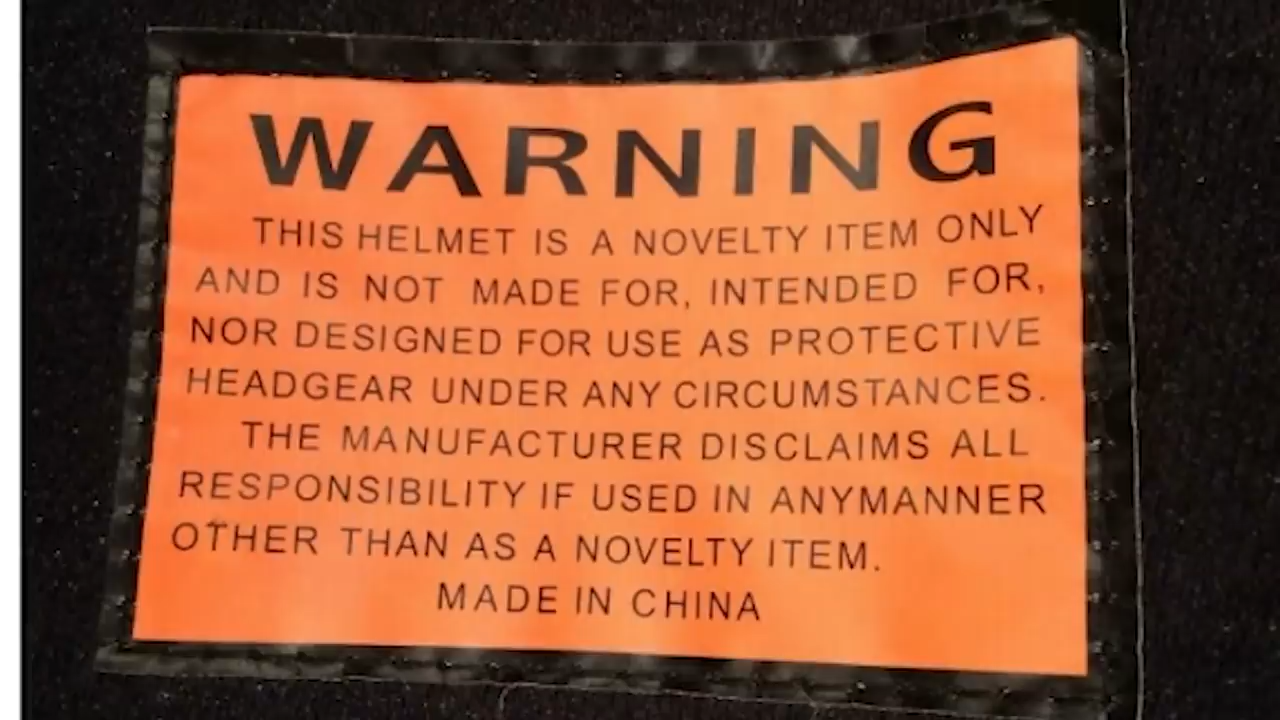 WARNING
THIS HELMET IS A NOVELTY ITEM ONLY
AND IS NOT MADE FOR, INTENDED FOR,
NOR DESIGNED FOR USE AS PROTECTIVE
HEADGEAR UNDER ANY CIRCUMSTANCES.
THE MANUFACTURER DISCLAIMS ALL
RESPONSIBILITY IF USED IN ANYMANNER
OTHER THAN AS A NOVELTY ITEM.
MADE IN CHINA